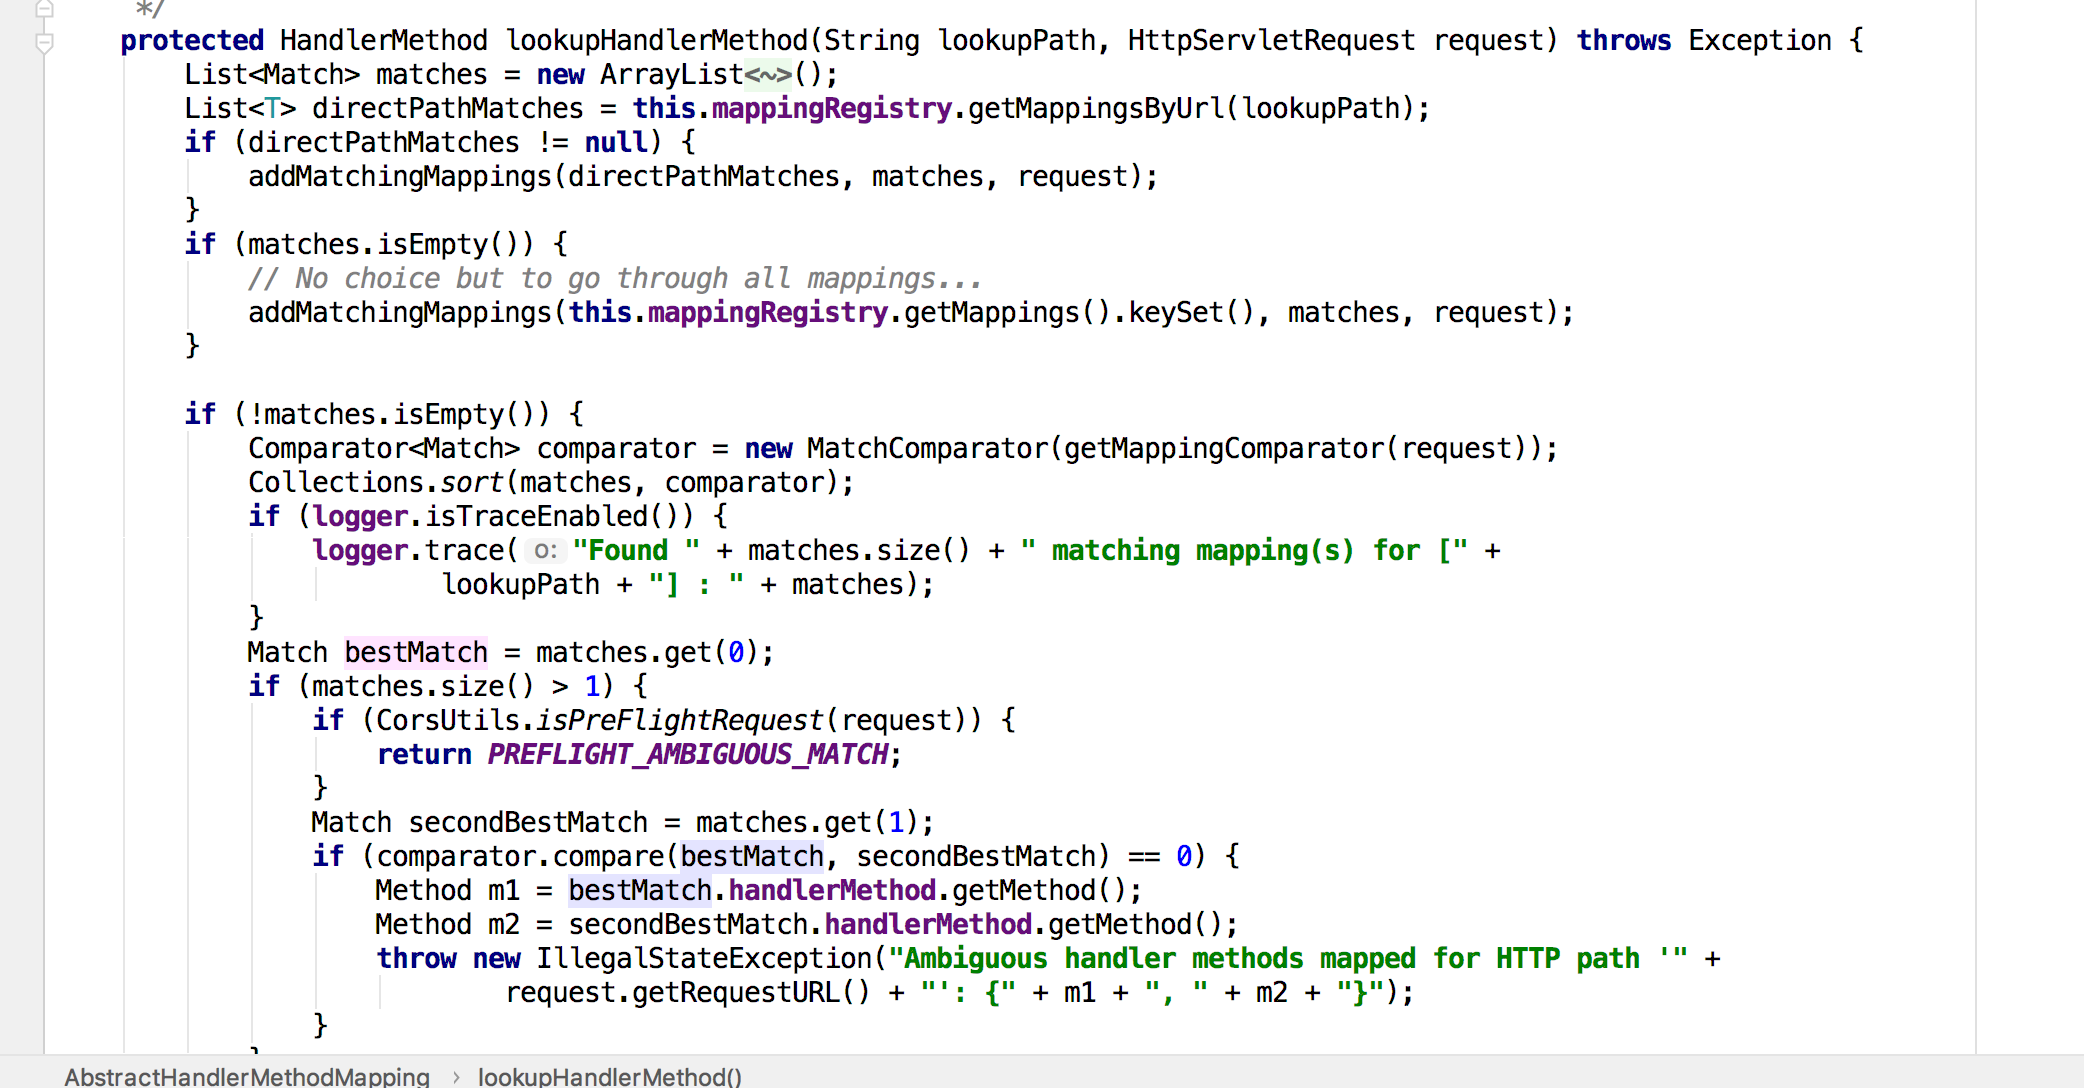 */
protected HandlerMethod lookupHandlerMethod(String lookupPath, HttpServletRequest request) throws Exception {
List<Match> matches = new ArrayList<~>();
List<T> directPathMatches = this.mappingRegistry.getMappingsByUrl(lookupPath);
if (directPathMatches != null) {
addMatchingMappings(directPathMatches, matches, request);
}
if (matches.isEmpty()) {
// No choice but to go through all mappings...
addMatchingMappings(this.mappingRegistry.getMappings().keySet(), matches, request);
}
if (!matches.isEmpty()) {
Comparator<Match> comparator = new MatchComparator(getMappingComparator(request));
Collections.sort(matches, comparator);
if (logger.isTraceEnabled()) {
logger.trace( o: "Found " + matches.size() + " matching mapping(s) for [" +
lookupPath + "] : " + matches);
}
Match bestMatch = matches.get(0);
if (matches.size() > 1) {
if (CorsUtils.isPreFlightRequest(request)) {
return PREFLIGHT_AMBIGUOUS_MATCH;
}
Match secondBestMatch = matches.get(1);
if (comparator.compare(bestMatch, secondBestMatch) == 0) {
Method m1 = bestMatch.handlerMethod.getMethod();
Method m2 = secondBestMatch.handlerMethod.getMethod();
throw new IllegalStateException("Ambiguous handler methods mapped for HTTP path '" +
request.getRequestURL() + "': {" + m1 + ", " + m2 + "}");
}
}
AbstractHandlerMethodMapping › lookupHandlerMethod()